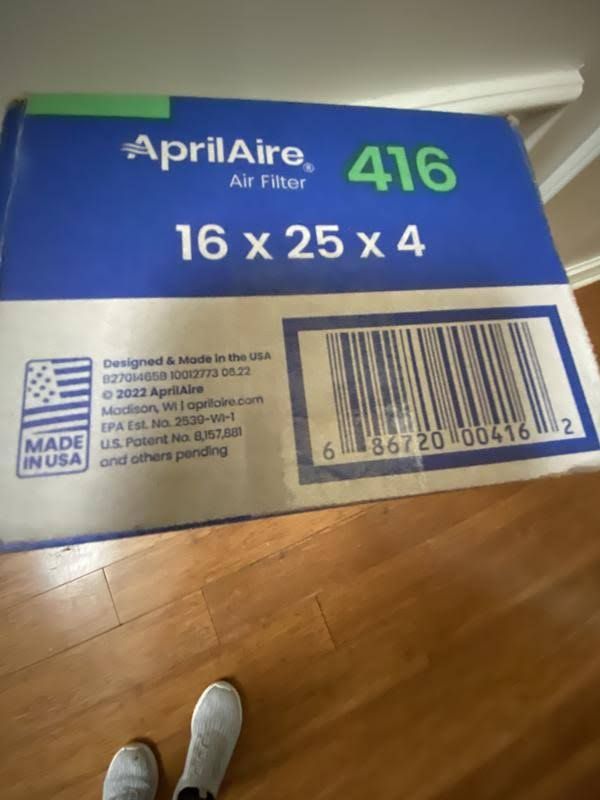 AprilAire® 416
Air Filter
16 x 25 x 4
Designed & Made in the USA
B2701465B 10012773 06.22
© 2022 AprilAire
Madison, WI | aprilaire.com
EPA Est. No. 2539-WI-1
U.S. Patent No. 8,157,881
and others pending
MADE
IN USA
6 86720 00416 2